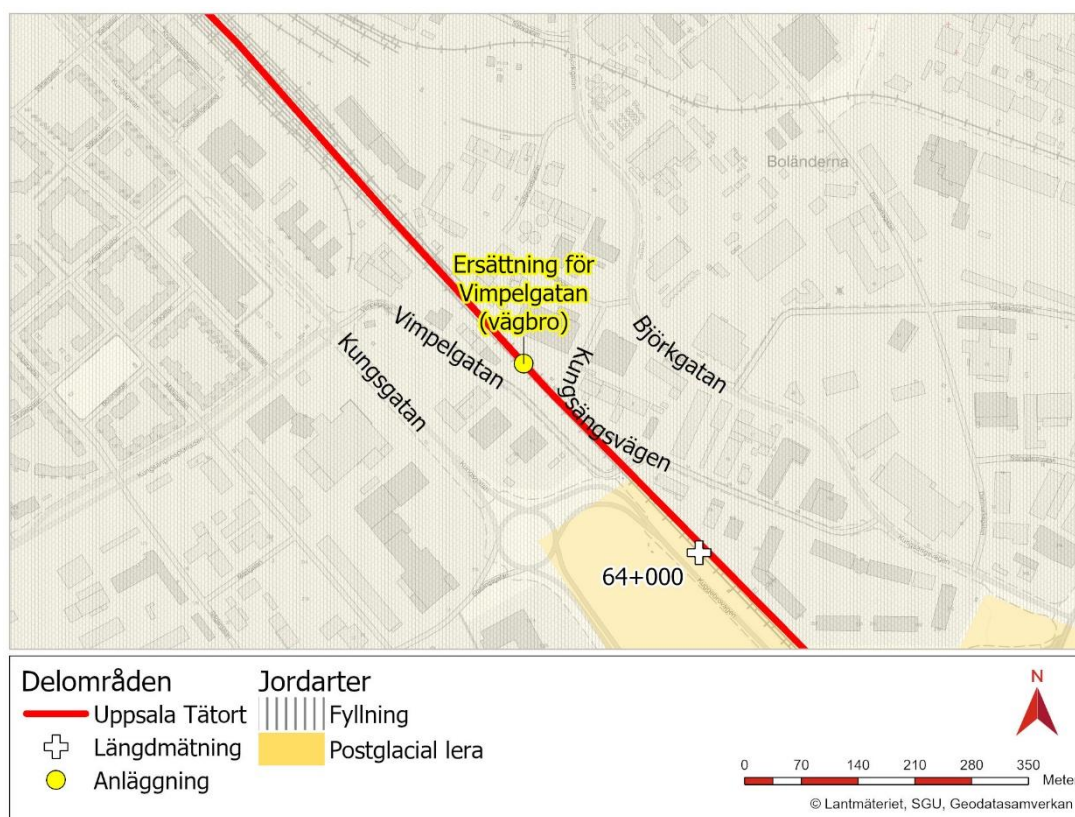 Boländerna
Ersättning för
Vimpelgatan
(vägbro)
Vimpelgatan
Kungsgatan
Björkgatan
Kungsängsvägen
64+000
Delområden
Uppsala Tätort
Längdmätning
Anläggning
Jordarter
Fyllning
Postglacial lera
N
0 70 140 210 280 350
Mete
© Lantmäteriet, SGU, Geodatasamverkan